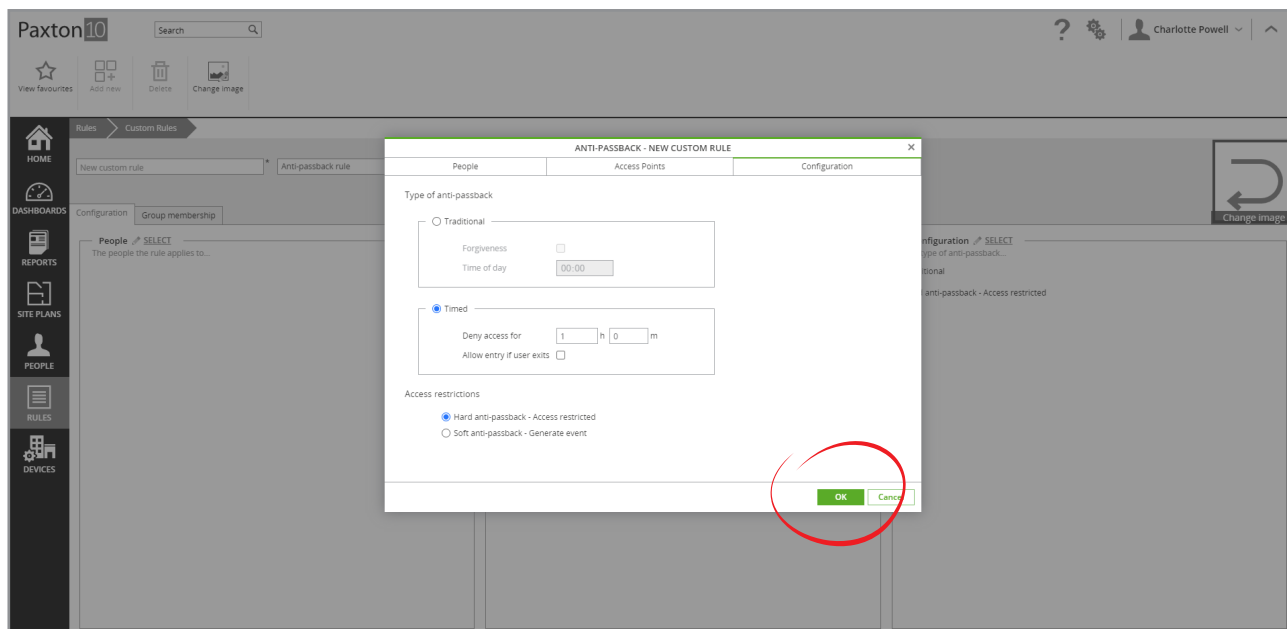 Paxton 10
Search
Charlotte Powell
View favourites
Add new
Delete
Change image
Rules
Custom Rules
HOME
DASHBOARDS
REPORTS
SITE PLANS
PEOPLE
RULES
DEVICES
New custom rule
*
Anti-passback rule
Change image
Configuration
Group membership
People SELECT
The people the rule applies to...
nfiguration SELECT
ype of anti-passback...
itional
anti-passback - Access restricted
ANTI-PASSBACK - NEW CUSTOM RULE
People
Access Points
Configuration
Type of anti-passback
Traditional
Forgiveness
Time of day 00:00
Timed
Deny access for 1 h 0 m
Allow entry if user exits
Access restrictions
Hard anti-passback - Access restricted
Soft anti-passback - Generate event
OK
Cancel